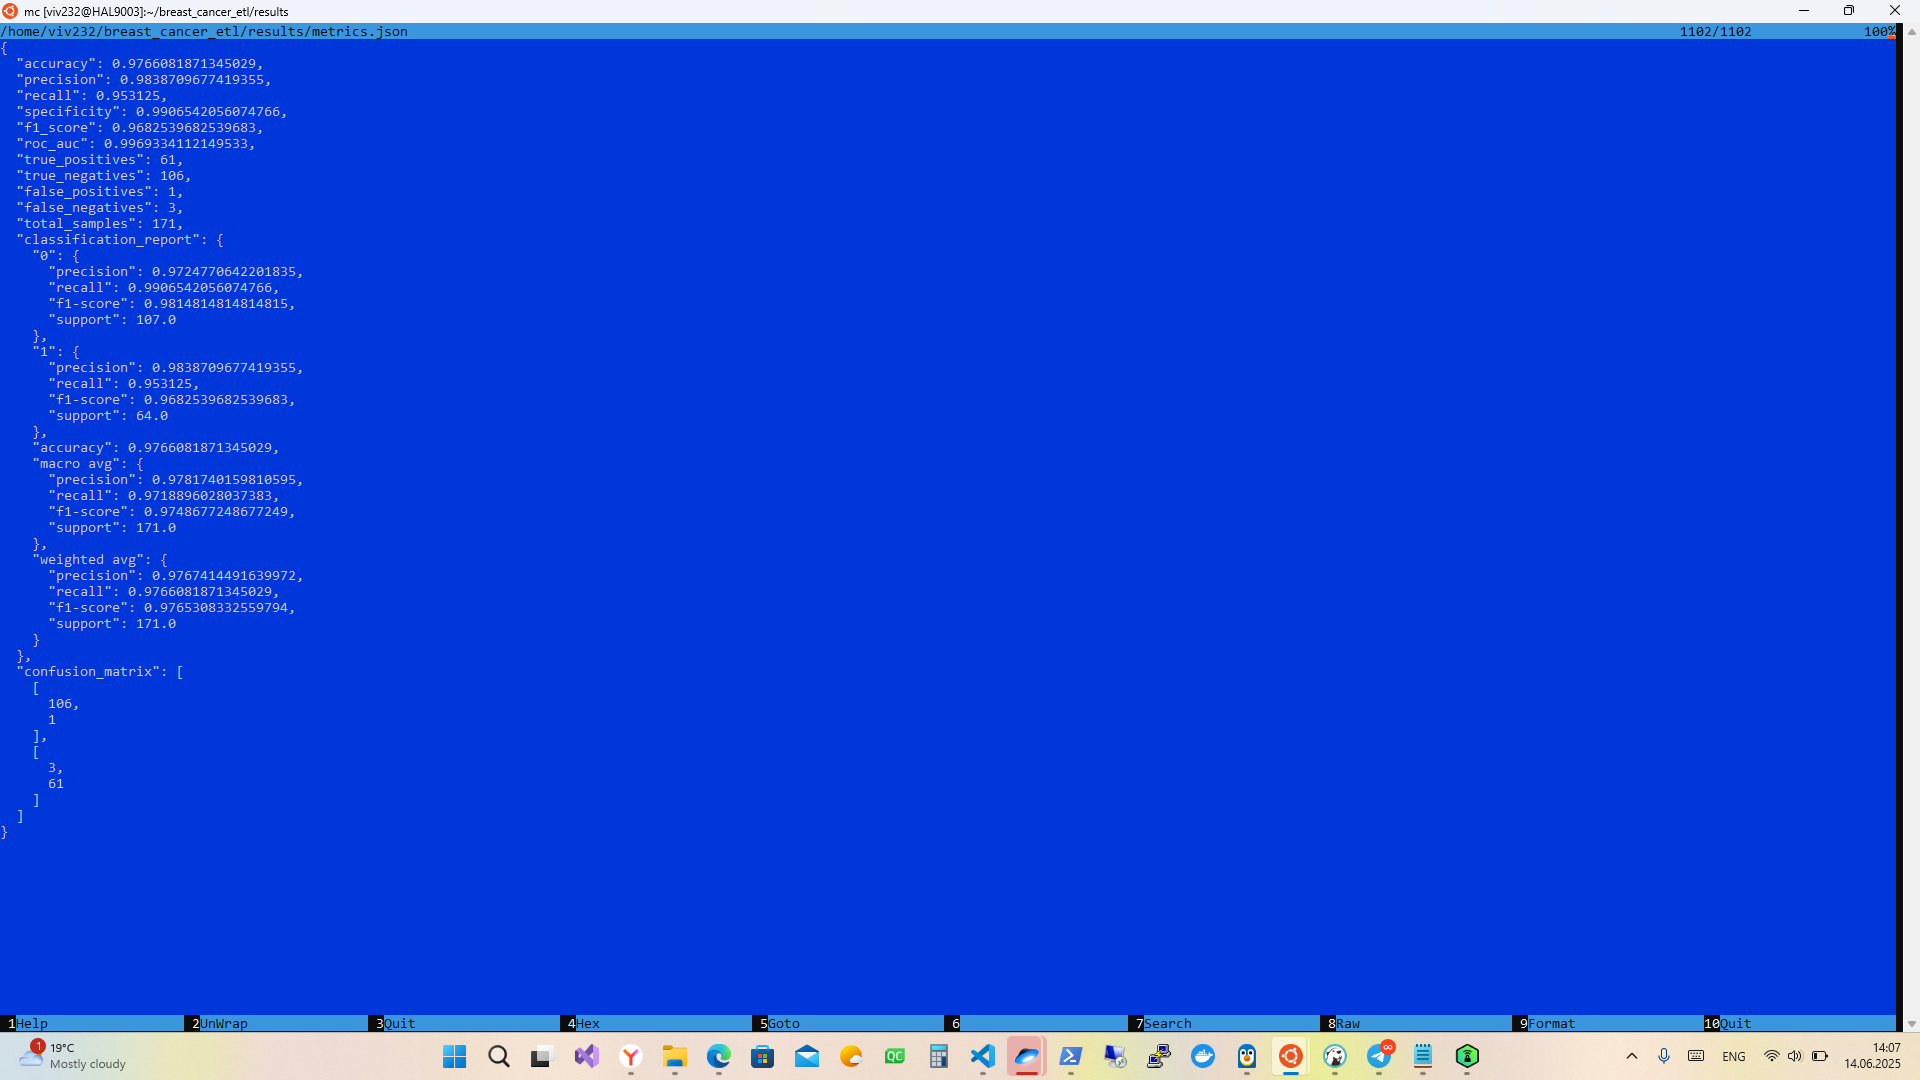 mc [viv232@HAL9003]:~/breast_cancer_etl/results
/home/viv232/breast_cancer_etl/results/metrics.json 1102/1102 100%
{
  "accuracy": 0.9766081871345029,
  "precision": 0.9838709677419355,
  "recall": 0.953125,
  "specificity": 0.9906542056074766,
  "f1_score": 0.9682539682539683,
  "roc_auc": 0.9969334112149533,
  "true_positives": 61,
  "true_negatives": 106,
  "false_positives": 1,
  "false_negatives": 3,
  "total_samples": 171,
  "classification_report": {
    "0": {
      "precision": 0.9724770642201835,
      "recall": 0.9906542056074766,
      "f1-score": 0.9814814814814815,
      "support": 107.0
    },
    "1": {
      "precision": 0.9838709677419355,
      "recall": 0.953125,
      "f1-score": 0.9682539682539683,
      "support": 64.0
    },
    "accuracy": 0.9766081871345029,
    "macro avg": {
      "precision": 0.9781740159810595,
      "recall": 0.9718896028037383,
      "f1-score": 0.9748677248677249,
      "support": 171.0
    },
    "weighted avg": {
      "precision": 0.9767414491639972,
      "recall": 0.9766081871345029,
      "f1-score": 0.9765308332559794,
      "support": 171.0
    }
  },
  "confusion_matrix": [
    [
      106,
      1
    ],
    [
      3,
      61
    ]
  ]
}
1Help 2UnWrap 3Quit 4Hex 5Goto 6 7Search 8Raw 9Format 10Quit
1
19°C
Mostly cloudy
QC
ENG
14:07
14.06.2025